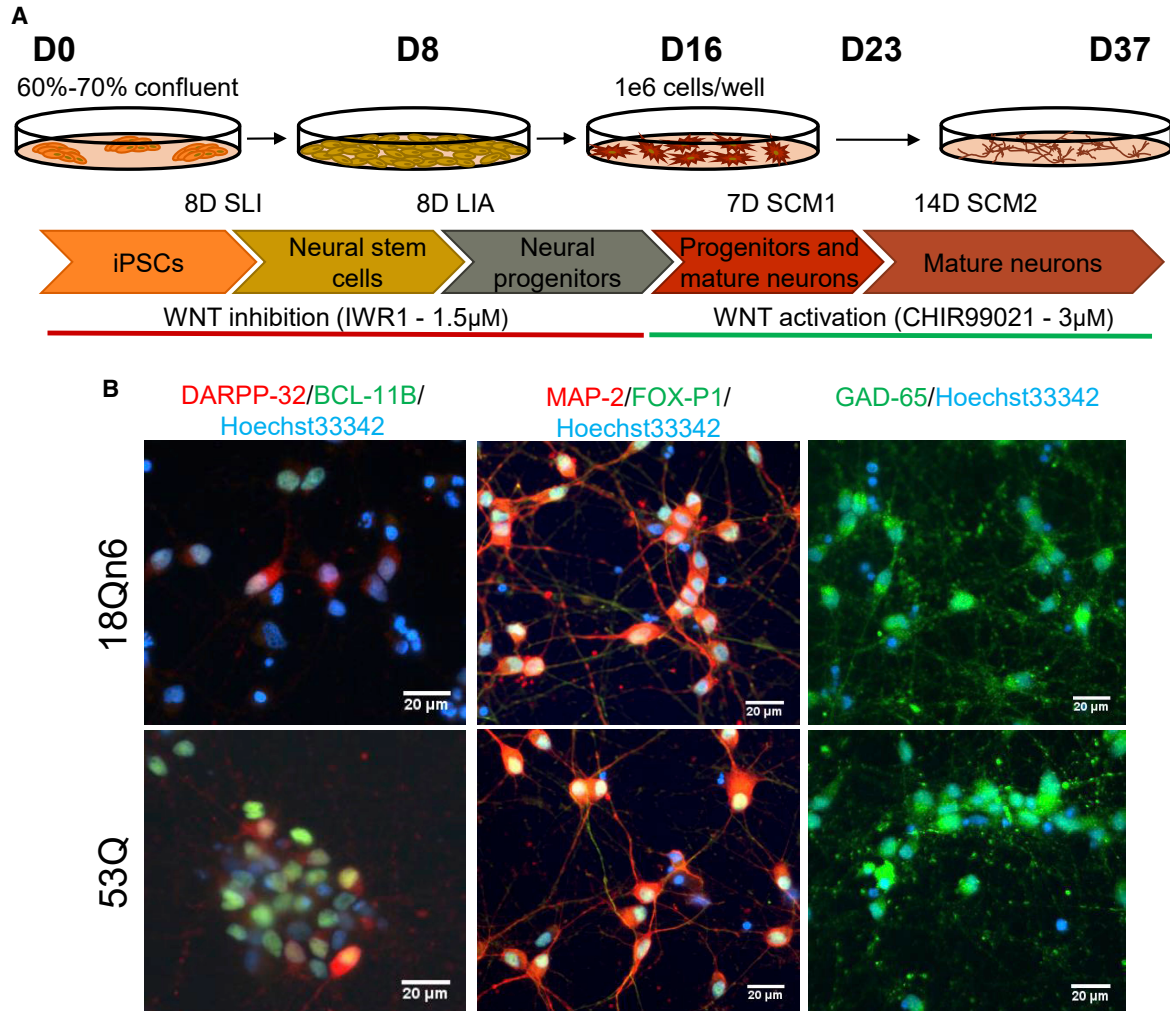 A
D0 D8 D16 D23 D37
60%-70% confluent 1e6 cells/well
8D SLI 8D LIA 7D SCM1 14D SCM2
iPSCs
Neural stem
cells
Neural
progenitors
Progenitors and
mature neurons
Mature neurons
WNT inhibition (IWR1 - 1.5µM) WNT activation (CHIR99021 - 3µM)
B
DARPP-32/BCL-11B/
Hoechst33342
MAP-2/FOX-P1/
Hoechst33342
GAD-65/Hoechst33342
18Qn6
20 µm
20 µm
20 µm
53Q
20 µm
20 µm
20 µm